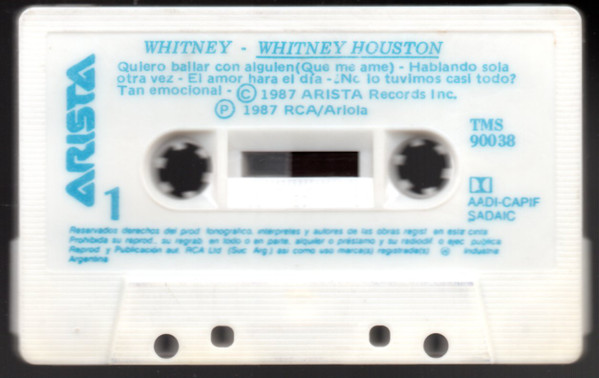 WHITNEY - WHITNEY HOUSTON
Quiero bailar con alguien(Que me ame) - Hablando sola
otra vez - El amor hara el día - ¿No lo tuvimos casi todo?
Tan emocional - Ⓒ 1987 ARISTA Records Inc.
Ⓟ 1987 RCA/Ariola
ARISTA
1
TMS
90038
AADI-CAPIF
SADAIC
Reservados derechos del prod. fonografico, interpretes y autores de las obras regist. en esta cinta
Prohibida su reprod., su regrab. en todo o en parte, alquiler o préstamo y su radiodif. o ejec. publica
Reprod. y Publicación aut. RCA Ltd. (Suc. Arg.) asi como uso marca(s) registrada(s) ® Industria
Argentina